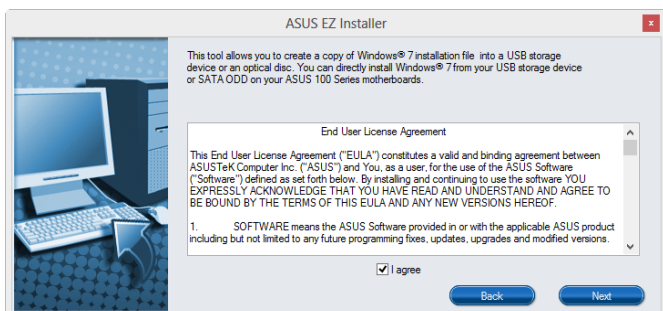 ASUS EZ Installer
x
This tool allows you to create a copy of Windows® 7 installation file into a USB storage
device or an optical disc. You can directly install Windows® 7 from your USB storage device
or SATA ODD on your ASUS 100 Series motherboards.
End User License Agreement
This End User License Agreement ("EULA") constitutes a valid and binding agreement between
ASUSTeK Computer Inc. ("ASUS") and You, as a user, for the use of the ASUS Software
("Software") defined as set forth below. By installing and continuing to use the software YOU
EXPRESSLY ACKNOWLEDGE THAT YOU HAVE READ AND UNDERSTAND AND AGREE TO
BE BOUND BY THE TERMS OF THIS EULA AND ANY NEW VERSIONS HEREOF.
1. SOFTWARE means the ASUS Software provided in or with the applicable ASUS product
including but not limited to any future programming fixes, updates, upgrades and modified versions.
I agree
Back Next